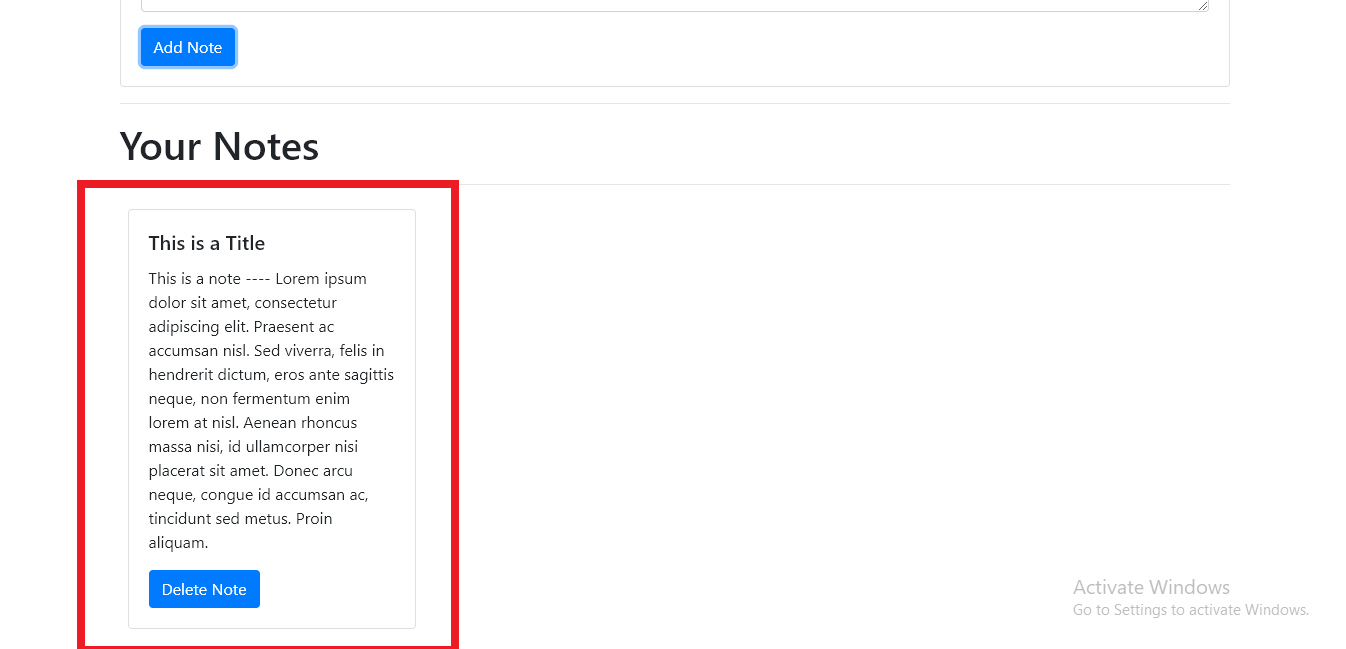 Add Note
Your Notes
This is a Title
This is a note ---- Lorem ipsum
dolor sit amet, consectetur
adipiscing elit. Praesent ac
accumsan nisl. Sed viverra, felis in
hendrerit dictum, eros ante sagittis
neque, non fermentum enim
lorem at nisl. Aenean rhoncus
massa nisi, id ullamcorper nisi
placerat sit amet. Donec arcu
neque, congue id accumsan ac,
tincidunt sed metus. Proin
aliquam.
Delete Note
Activate Windows
Go to Settings to activate Windows.